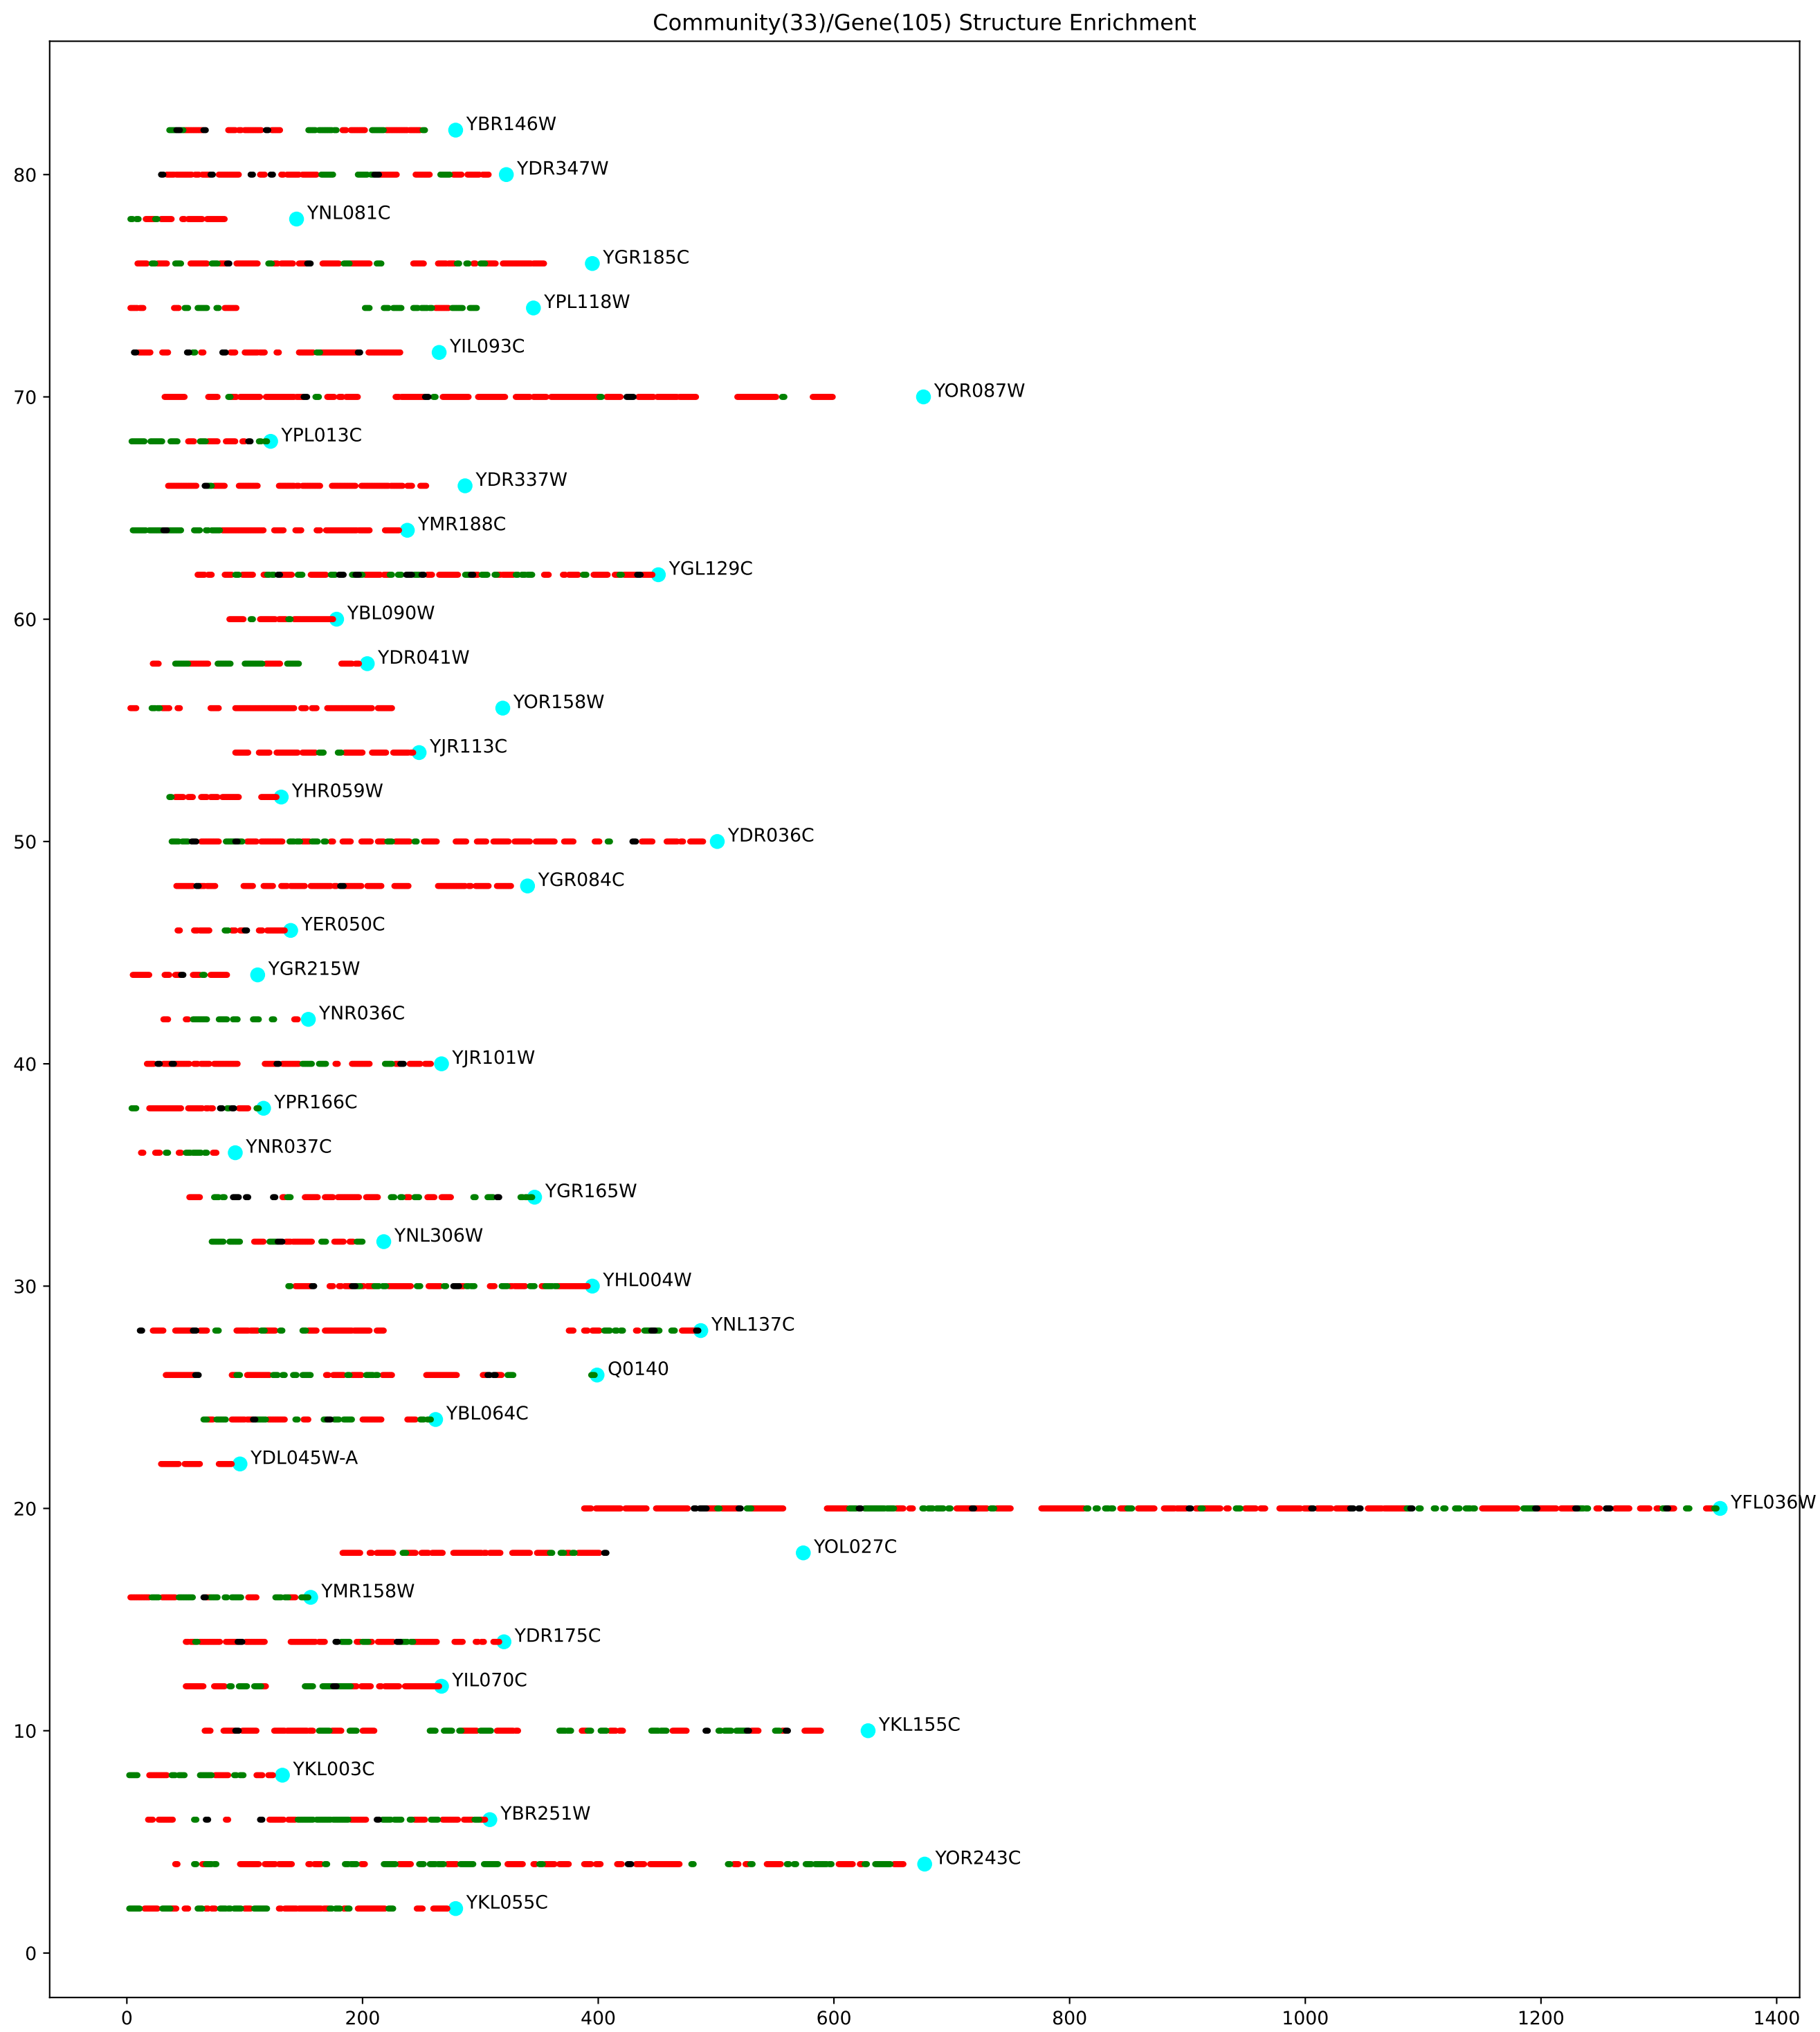 Community(33)/Gene(105) Structure Enrichment
YBR146W
80
YDR347W
YNL081C
YGR185C
YPL118W
YIL093C
70
YOR087W
YPL013C
YDR337W
YMR188C
YGL129C
60
YBL090W
YDR041W
YOR158W
YJR113C
YHR059W
50
YDR036C
YGR084C
YER050C
YGR215W
YNR036C
40
YJR101W
YPR166C
YNR037C
YGR165W
YNL306W
30
YHL004W
YNL137C
Q0140
YBL064C
YDL045W-A
20
YFL036W
YOL027C
YMR158W
YDR175C
YIL070C
10
YKL155C
YKL003C
YBR251W
YOR243C
YKL055C
0
0 200 400 600 800 1000 1200 1400